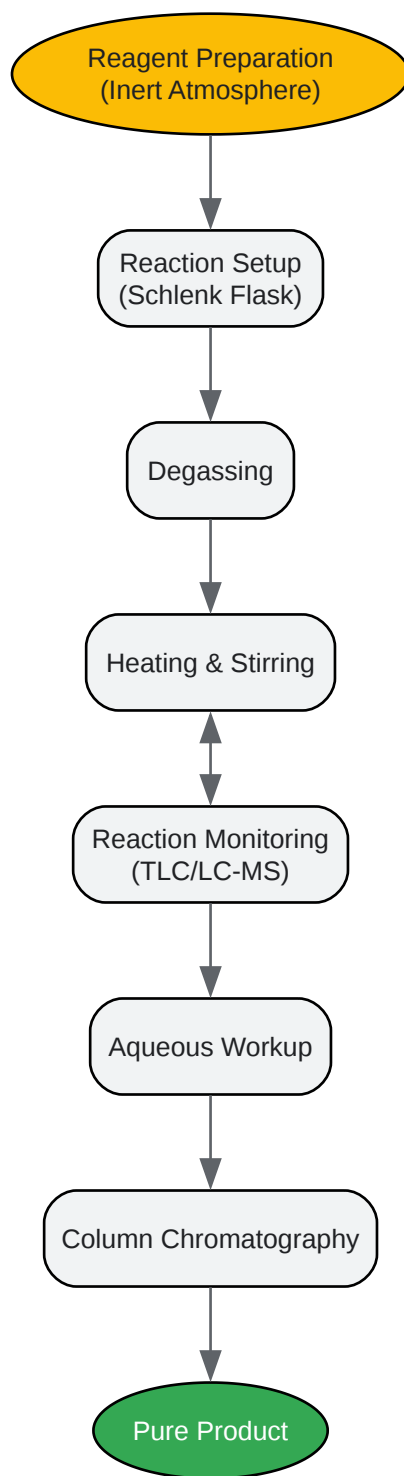 Reagent Preparation
(Inert Atmosphere)
Reaction Setup
(Schlenk Flask)
Degassing
Heating & Stirring
Reaction Monitoring
(TLC/LC-MS)
Aqueous Workup
Column Chromatography
Pure Product